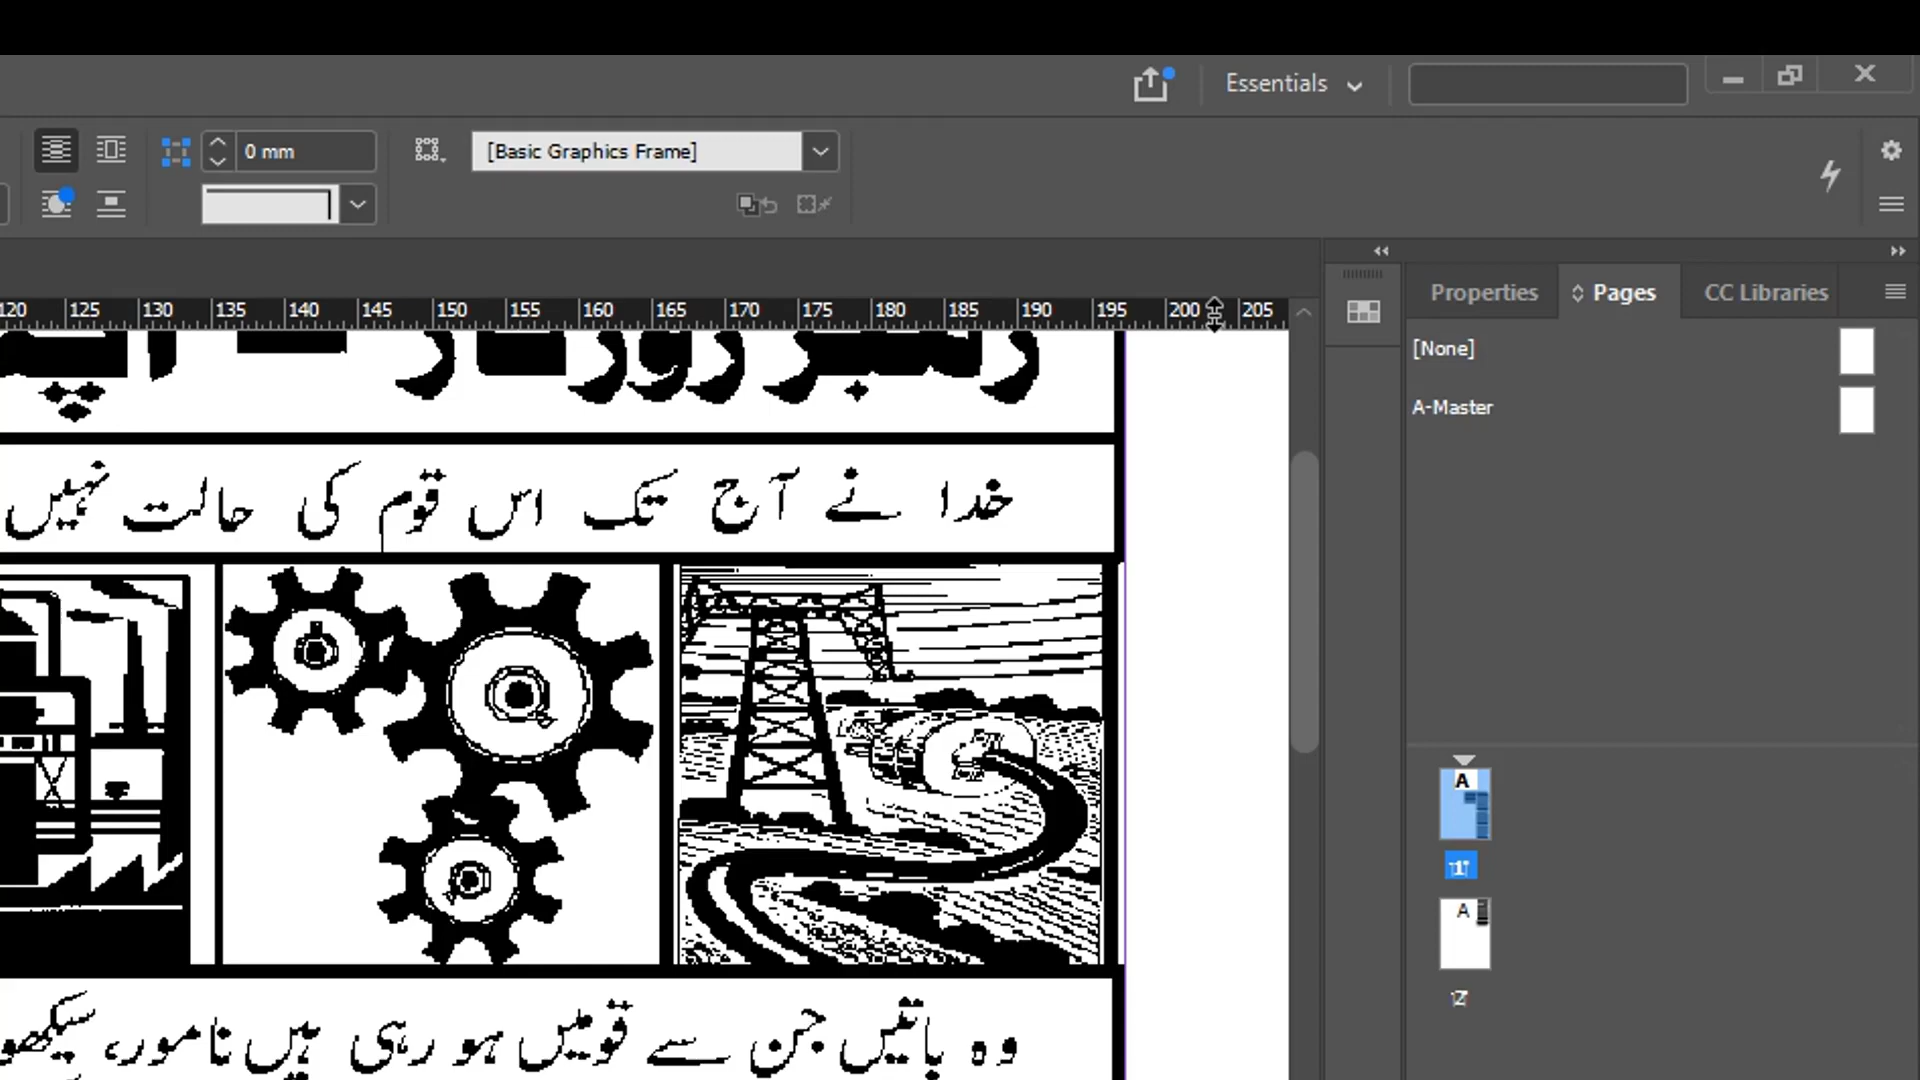 Essentials
0 mm
[Basic Graphics Frame]
Properties
Pages
CC Libraries
120 125 130 135 140 145 150 155 160 165 170 175 180 185 190 195 200 205
[None]
A-Master
خدا نے آج تک اس قوم کی حالت نہیں
A
1
A
وہ باتیں جن سے قومیں ہو رہی ہیں نامور، سیکھو